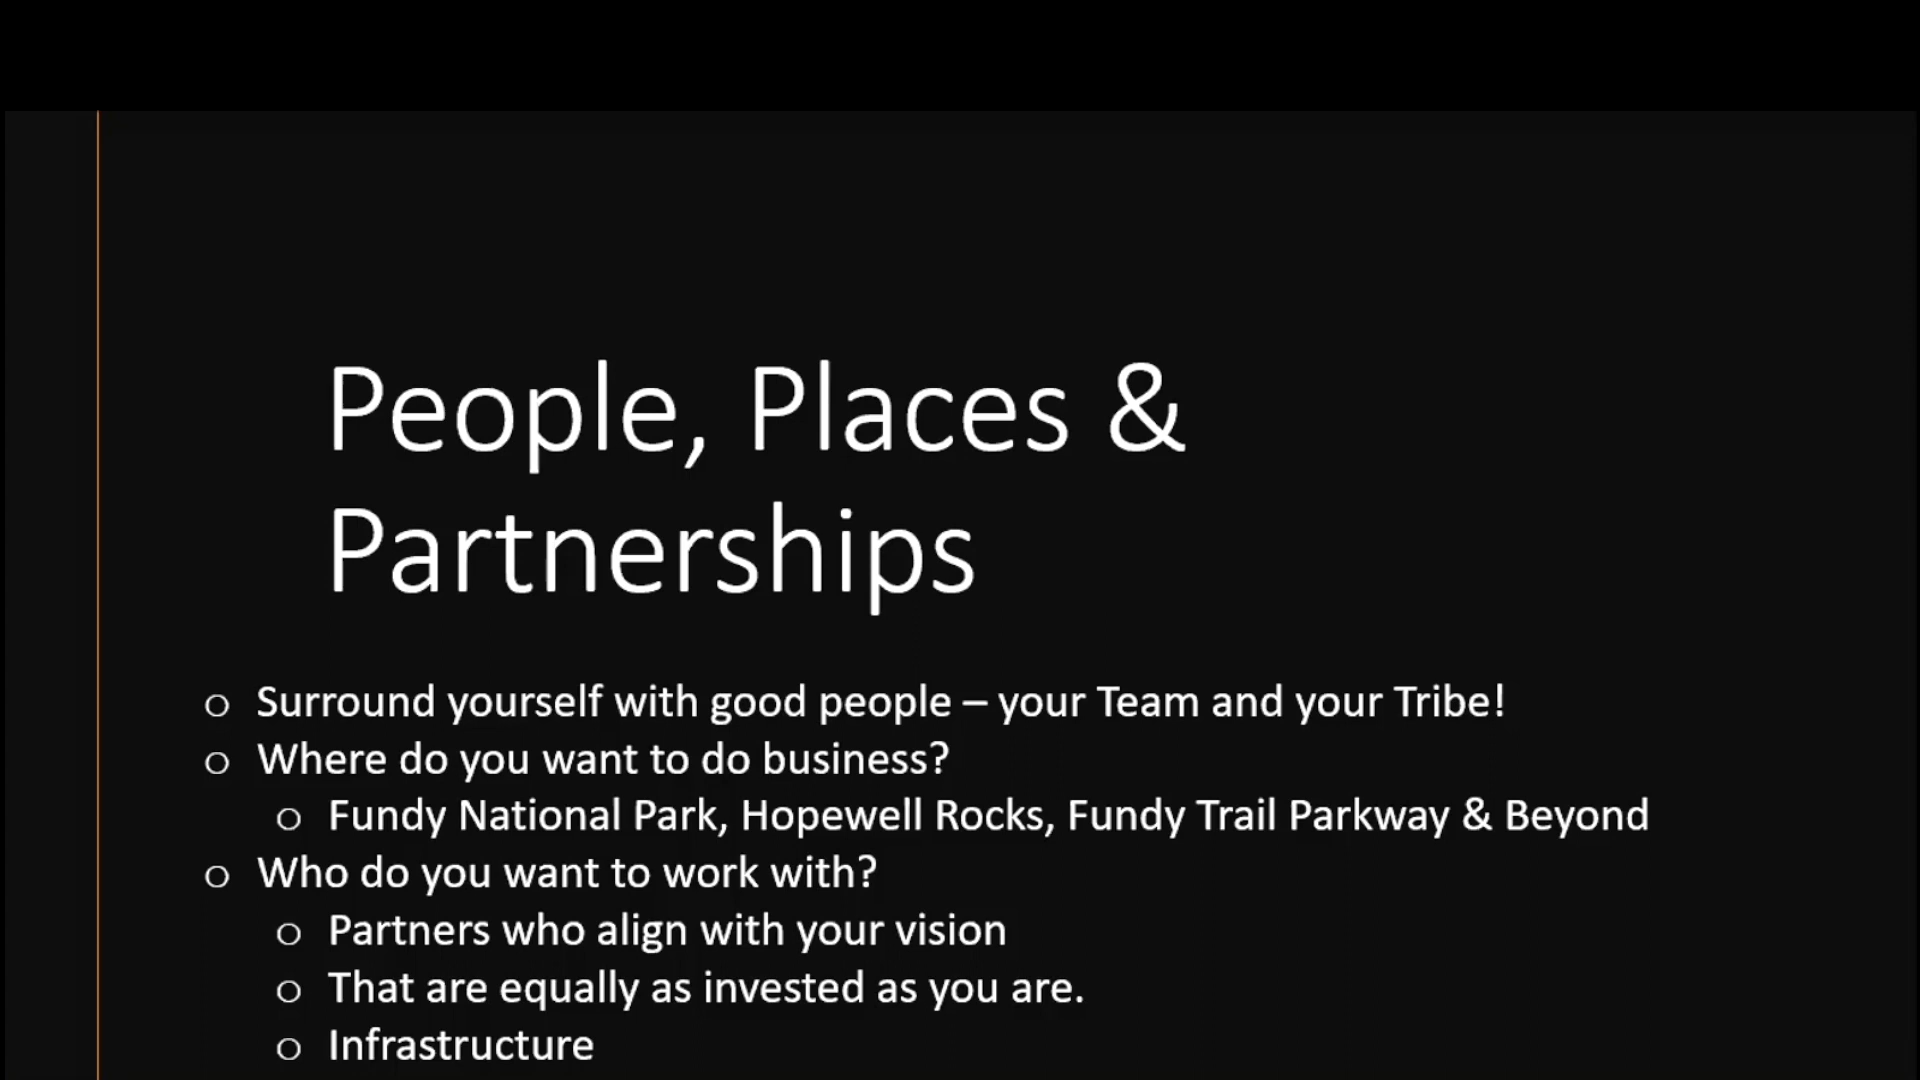 People, Places &
Partnerships
o Surround yourself with good people – your Team and your Tribe!
o Where do you want to do business?
o Fundy National Park, Hopewell Rocks, Fundy Trail Parkway & Beyond
o Who do you want to work with?
o Partners who align with your vision
o That are equally as invested as you are.
o Infrastructure